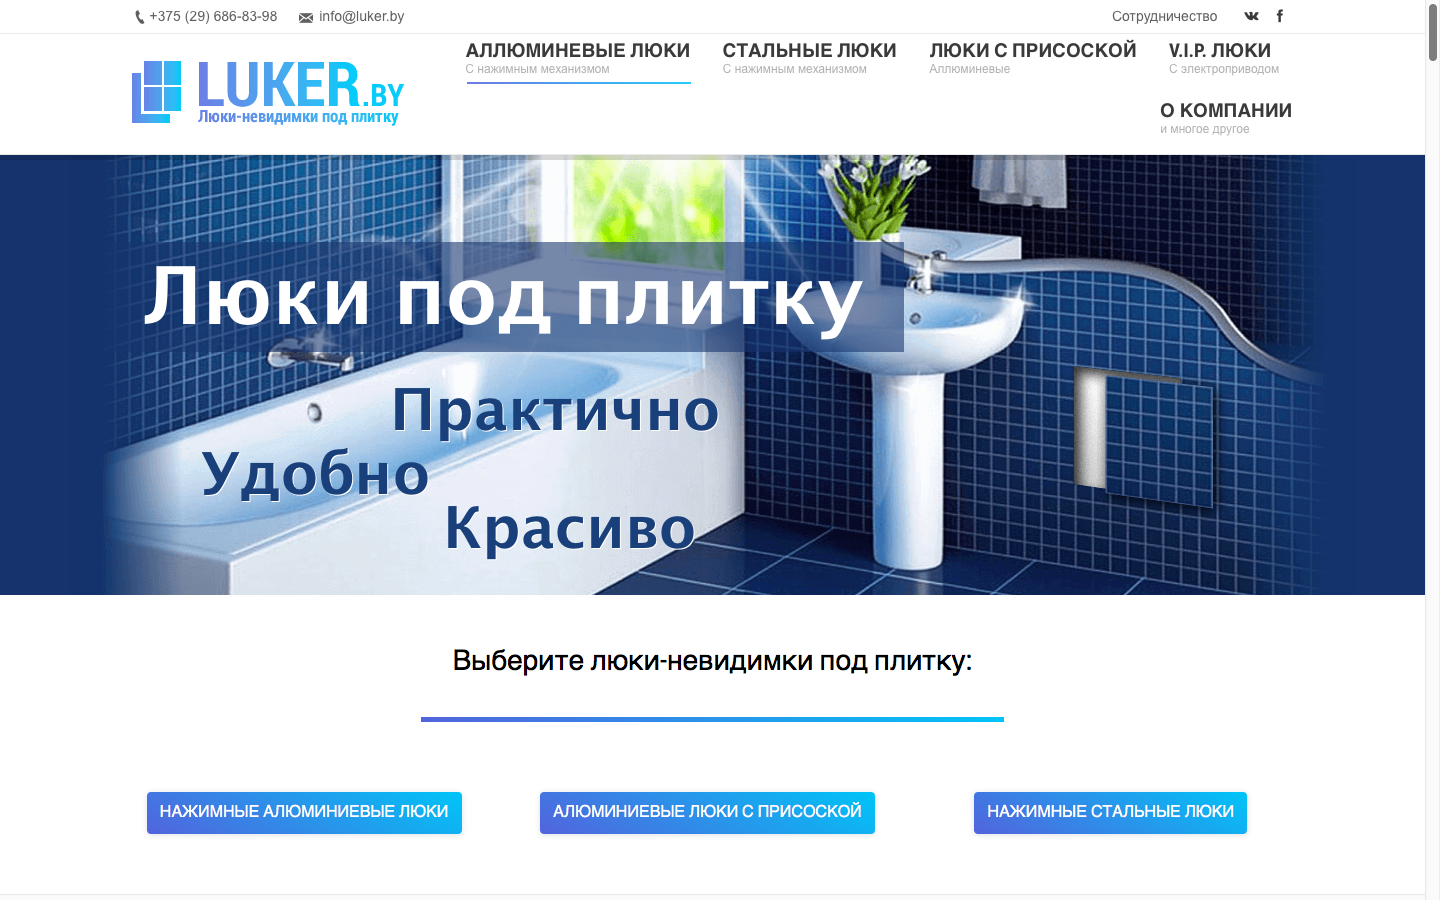 +375 (29) 686-83-98
info@luker.by
Сотрудничество
LUKER.BY
Люки-невидимки под плитку
АЛЛЮМИНЕВЫЕ ЛЮКИ
С нажимным механизмом
СТАЛЬНЫЕ ЛЮКИ
С нажимным механизмом
ЛЮКИ С ПРИСОСКОЙ
Аллюминевые
V.I.P. ЛЮКИ
С электроприводом
О КОМПАНИИ
и многое другое
Люки под плитку
Практично
Удобно
Красиво
Выберите люки-невидимки под плитку:
НАЖИМНЫЕ АЛЮМИНИЕВЫЕ ЛЮКИ
АЛЮМИНИЕВЫЕ ЛЮКИ С ПРИСОСКОЙ
НАЖИМНЫЕ СТАЛЬНЫЕ ЛЮКИ